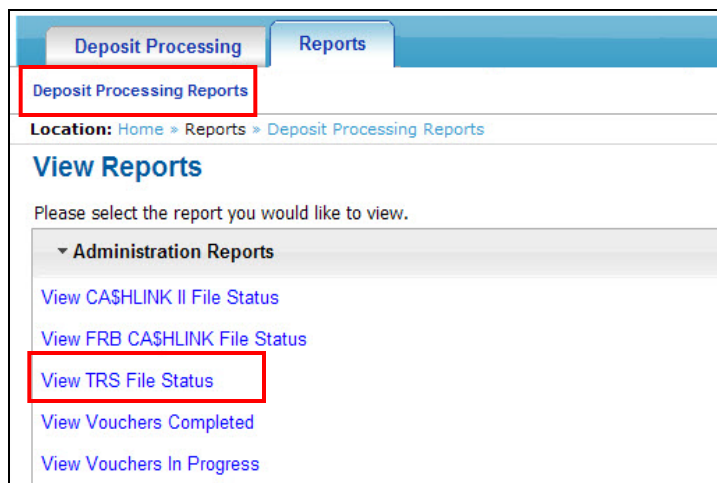 Deposit Processing Reports
Deposit Processing Reports
Location: Home » Reports » Deposit Processing Reports
View Reports
Please select the report you would like to view.
Administration Reports
View CA$HLINK II File Status
View FRB CA$HLINK File Status
View TRS File Status
View Vouchers Completed
View Vouchers In Progress